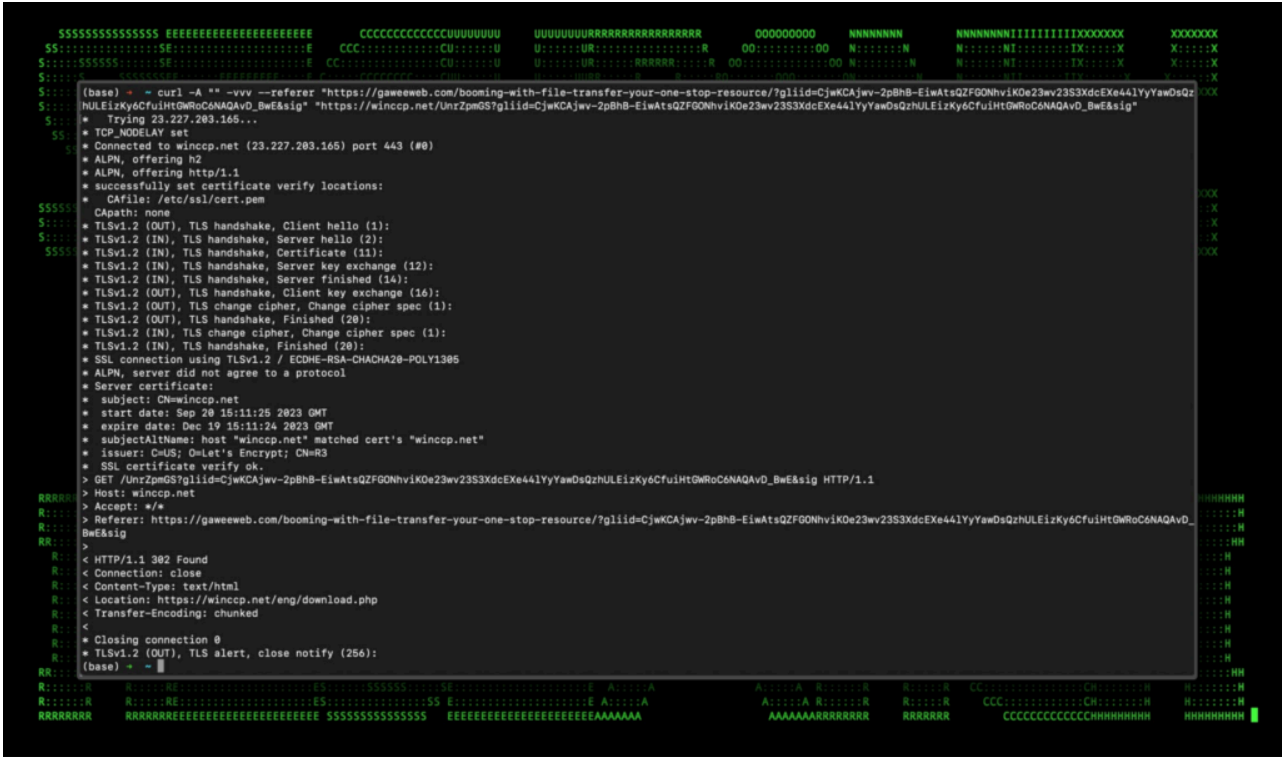 (base) → ~ curl -A "" -vvv --referer "https://gaweeweb.com/booming-with-file-transfer-your-one-stop-resource/?gliid=CjwKCAjwv-2pBhB-EiwAtsQZFGONhviKOe23wv23S3XdcEXe44lYyYawDsQz
hULEizKy6CfuiHtGWRoC6NAQAvD_BwE&sig" "https://winccp.net/UnrZpmGS?gliid=CjwKCAjwv-2pBhB-EiwAtsQZFGONhviKOe23wv23S3XdcEXe44lYyYawDsQzhULEizKy6CfuiHtGWRoC6NAQAvD_BwE&sig"
*   Trying 23.227.203.165...
* TCP_NODELAY set
* Connected to winccp.net (23.227.203.165) port 443 (#0)
* ALPN, offering h2
* ALPN, offering http/1.1
* successfully set certificate verify locations:
*   CAfile: /etc/ssl/cert.pem
  CApath: none
* TLSv1.2 (OUT), TLS handshake, Client hello (1):
* TLSv1.2 (IN), TLS handshake, Server hello (2):
* TLSv1.2 (IN), TLS handshake, Certificate (11):
* TLSv1.2 (IN), TLS handshake, Server key exchange (12):
* TLSv1.2 (IN), TLS handshake, Server finished (14):
* TLSv1.2 (OUT), TLS handshake, Client key exchange (16):
* TLSv1.2 (OUT), TLS change cipher, Change cipher spec (1):
* TLSv1.2 (OUT), TLS handshake, Finished (20):
* TLSv1.2 (IN), TLS change cipher, Change cipher spec (1):
* TLSv1.2 (IN), TLS handshake, Finished (20):
* SSL connection using TLSv1.2 / ECDHE-RSA-CHACHA20-POLY1305
* ALPN, server did not agree to a protocol
* Server certificate:
*  subject: CN=winccp.net
*  start date: Sep 20 15:11:25 2023 GMT
*  expire date: Dec 19 15:11:24 2023 GMT
*  subjectAltName: host "winccp.net" matched cert's "winccp.net"
*  issuer: C=US; O=Let's Encrypt; CN=R3
*  SSL certificate verify ok.
> GET /UnrZpmGS?gliid=CjwKCAjwv-2pBhB-EiwAtsQZFGONhviKOe23wv23S3XdcEXe44lYyYawDsQzhULEizKy6CfuiHtGWRoC6NAQAvD_BwE&sig HTTP/1.1
> Host: winccp.net
> Accept: */*
> Referer: https://gaweeweb.com/booming-with-file-transfer-your-one-stop-resource/?gliid=CjwKCAjwv-2pBhB-EiwAtsQZFGONhviKOe23wv23S3XdcEXe44lYyYawDsQzhULEizKy6CfuiHtGWRoC6NAQAvD_
BwE&sig
>
< HTTP/1.1 302 Found
< Connection: close
< Content-Type: text/html
< Location: https://winccp.net/eng/download.php
< Transfer-Encoding: chunked
<
* Closing connection 0
* TLSv1.2 (OUT), TLS alert, close notify (256):
(base) → ~